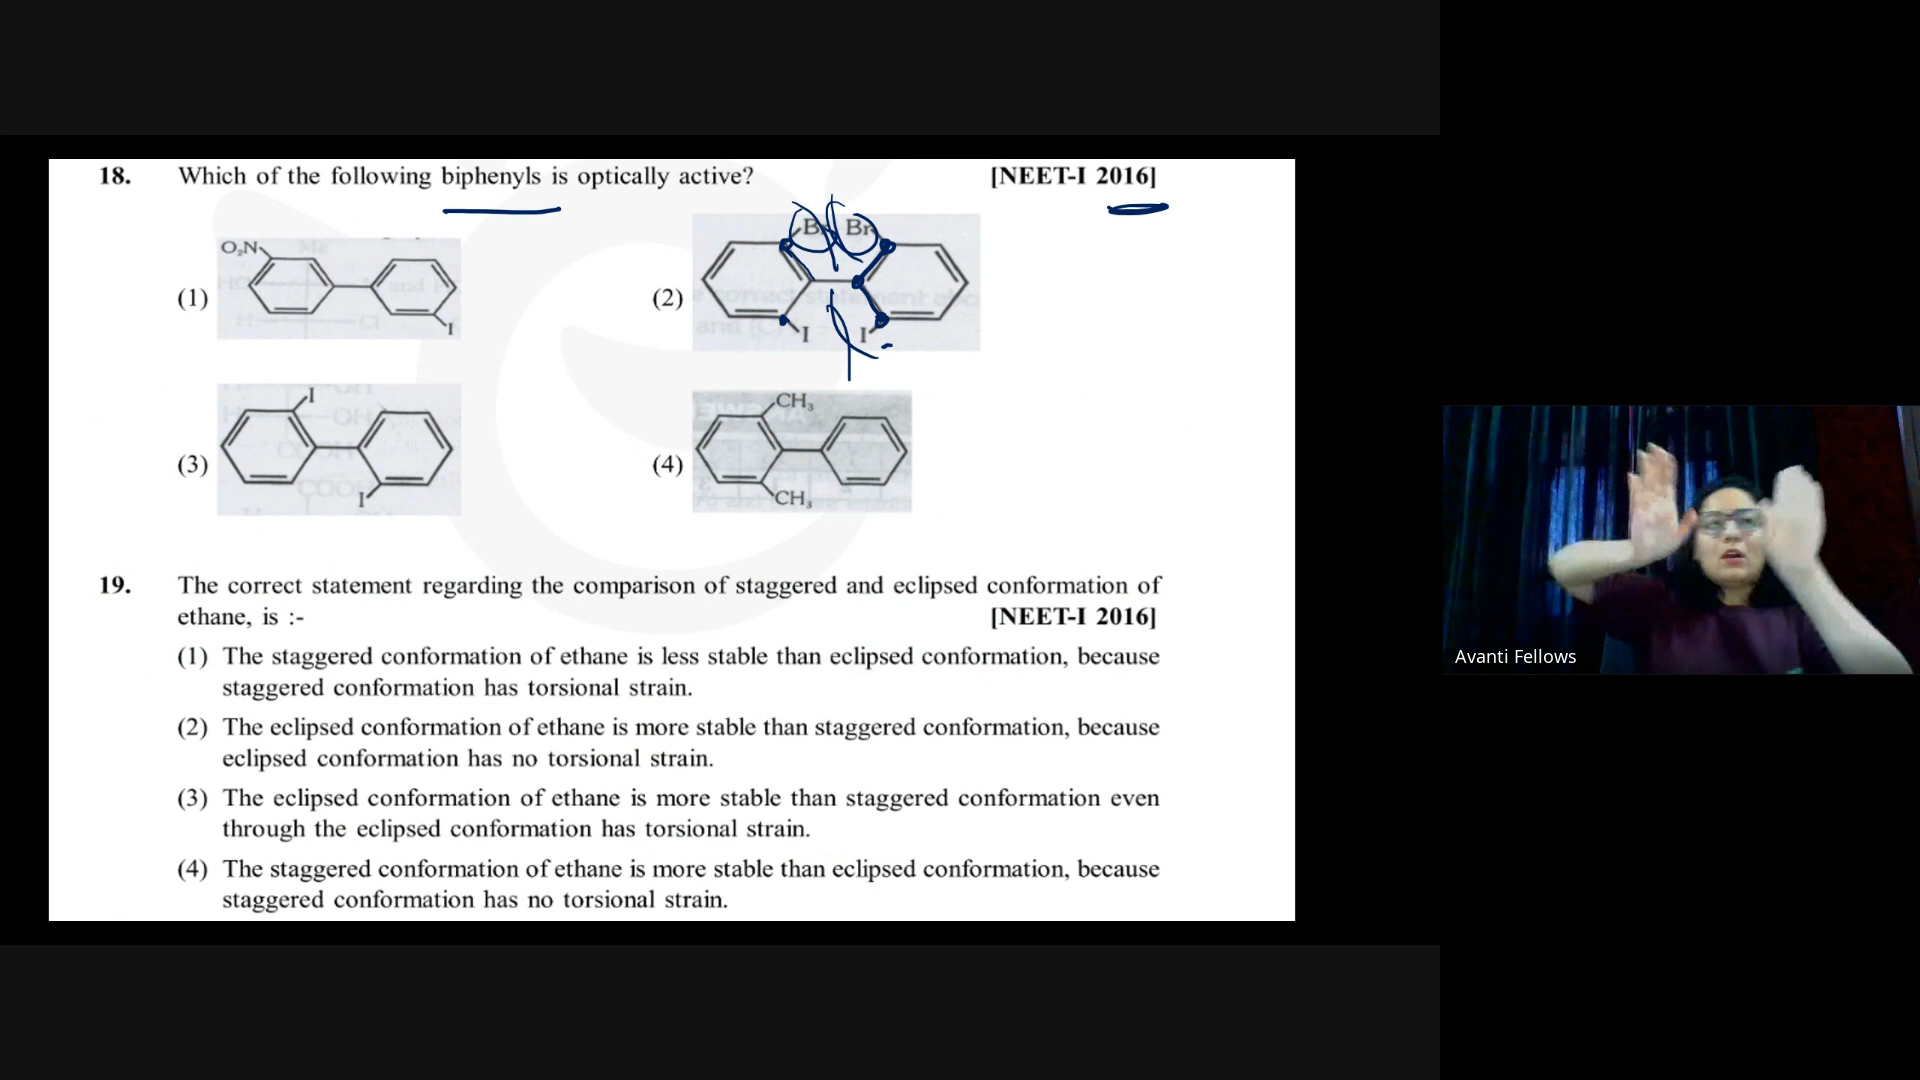 18. Which of the following biphenyls is optically active? [NEET-I 2016]
(1)
O₂N
I
(2)
Br Br
I I
(3)
I
I
(4)
CH₃
CH₃
19. The correct statement regarding the comparison of staggered and eclipsed conformation of
ethane, is :- [NEET-I 2016]
(1) The staggered conformation of ethane is less stable than eclipsed conformation, because
staggered conformation has torsional strain.
(2) The eclipsed conformation of ethane is more stable than staggered conformation, because
eclipsed conformation has no torsional strain.
(3) The eclipsed conformation of ethane is more stable than staggered conformation even
through the eclipsed conformation has torsional strain.
(4) The staggered conformation of ethane is more stable than eclipsed conformation, because
staggered conformation has no torsional strain.
Avanti Fellows